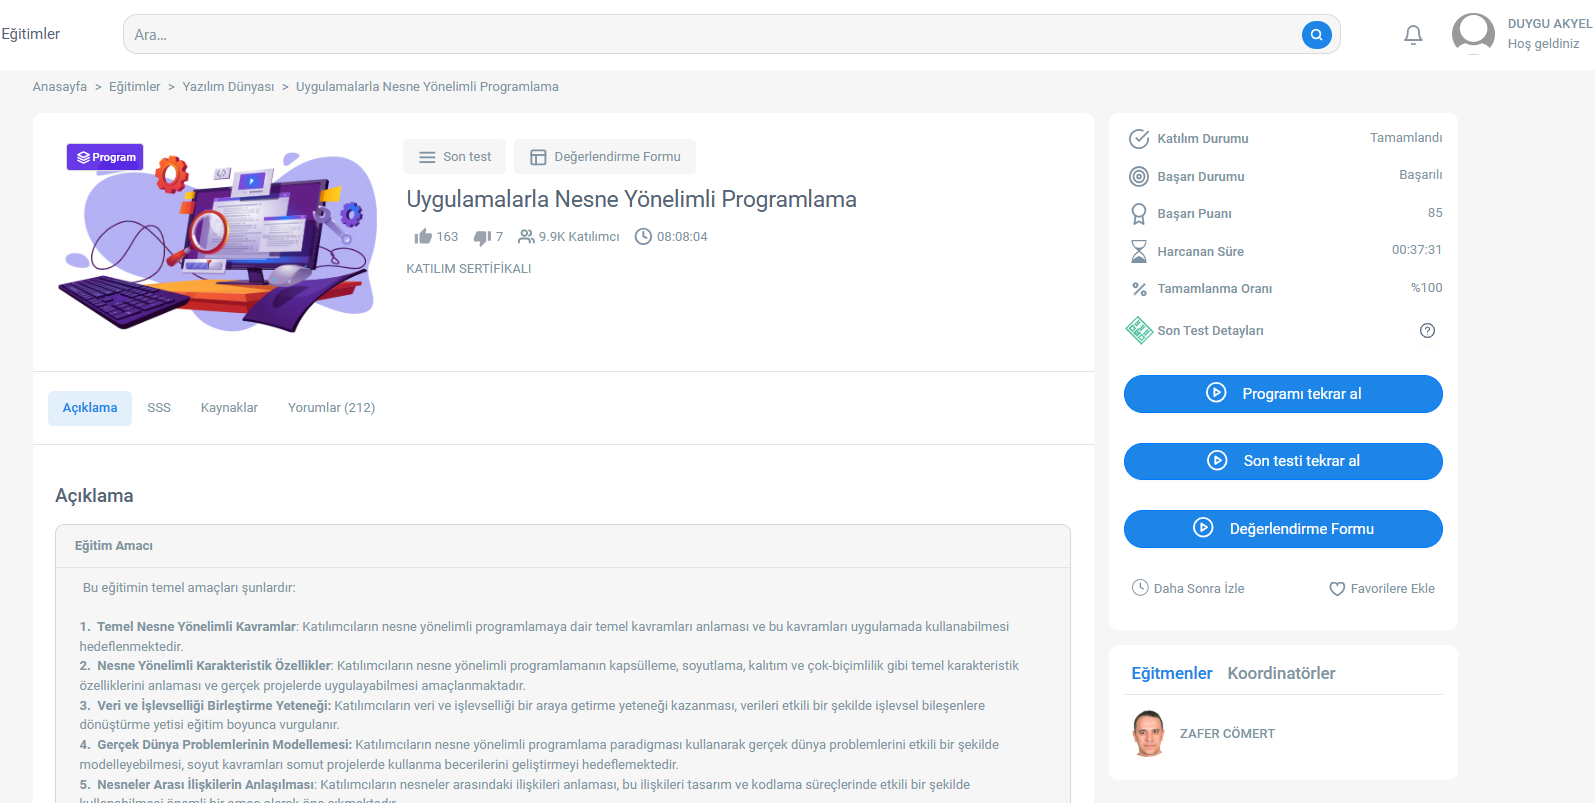 Eğitimler
Ara...
DUYGU AKYEL
Hoş geldiniz
Anasayfa > Eğitimler > Yazılım Dünyası > Uygulamalarla Nesne Yönelimli Programlama
Program
Son test
Değerlendirme Formu
Uygulamalarla Nesne Yönelimli Programlama
163 7 9.9K Katılımcı 08:08:04
KATILIM SERTİFİKALI
Açıklama SSS Kaynaklar Yorumlar (212)
Açıklama
Eğitim Amacı
Bu eğitimin temel amaçları şunlardır:
1. Temel Nesne Yönelimli Kavramlar: Katılımcıların nesne yönelimli programlamaya dair temel kavramları anlaması ve bu kavramları uygulamada kullanabilmesi
hedeflenmektedir.
2. Nesne Yönelimli Karakteristik Özellikler: Katılımcıların nesne yönelimli programlamanın kapsülleme, soyutlama, kalıtım ve çok-biçimlilik gibi temel karakteristik
özelliklerini anlaması ve gerçek projelerde uygulayabilmesi amaçlanmaktadır.
3. Veri ve İşlevselliği Birleştirme Yeteneği: Katılımcıların veri ve işlevselliği bir araya getirme yeteneği kazanması, verileri etkili bir şekilde işlevsel bileşenlere
dönüştürme yetisi eğitim boyunca vurgulanır.
4. Gerçek Dünya Problemlerinin Modellemesi: Katılımcıların nesne yönelimli programlama paradigması kullanarak gerçek dünya problemlerini etkili bir şekilde
modelleyebilmesi, soyut kavramları somut projelerde kullanma becerilerini geliştirmeyi hedeflemektedir.
5. Nesneler Arası İlişkilerin Anlaşılması: Katılımcıların nesneler arasındaki ilişkileri anlaması, bu ilişkileri tasarım ve kodlama süreçlerinde etkili bir şekilde
kullanabilmesi önemli bir amaç olarak öne çıkmaktadır.
Katılım Durumu Tamamlandı
Başarı Durumu Başarılı
Başarı Puanı 85
Harcanan Süre 00:37:31
Tamamlanma Oranı %100
Son Test Detayları
Programı tekrar al
Son testi tekrar al
Değerlendirme Formu
Daha Sonra İzle Favorilere Ekle
Eğitmenler Koordinatörler
ZAFER CÖMERT